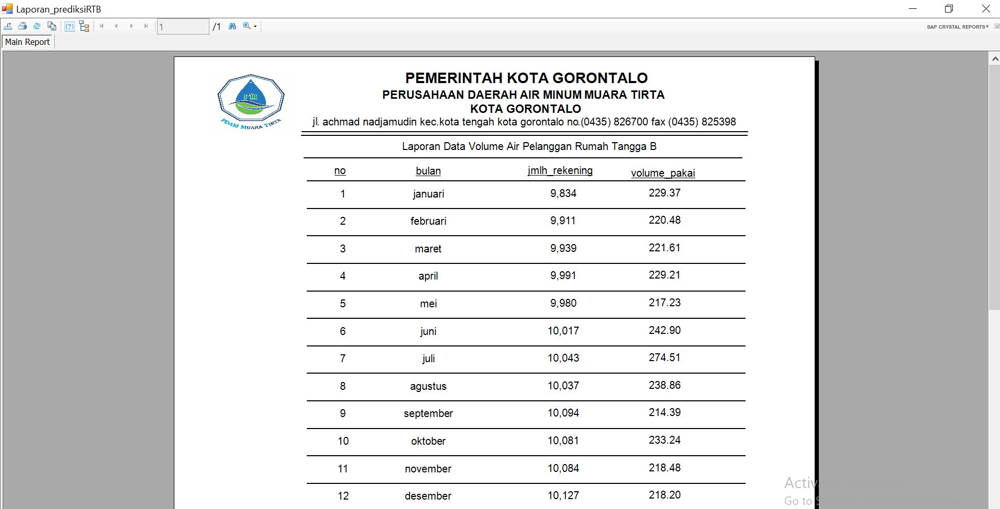 Laporan_prediksiRTB
1 /1
SAP CRYSTAL REPORTS®
Main Report
PEMERINTAH KOTA GORONTALO
PERUSAHAAN DAERAH AIR MINUM MUARA TIRTA
KOTA GORONTALO
jl. achmad nadjamudin kec.kota tengah kota gorontalo no.(0435) 826700 fax (0435) 825398
PDAM MUARA TIRTA
Laporan Data Volume Air Pelanggan Rumah Tangga B
no bulan jmlh_rekening volume_pakai
1 januari 9,834 229.37
2 februari 9,911 220.48
3 maret 9,939 221.61
4 april 9,991 229.21
5 mei 9,980 217.23
6 juni 10,017 242.90
7 juli 10,043 274.51
8 agustus 10,037 238.86
9 september 10,094 214.39
10 oktober 10,081 233.24
11 november 10,084 218.48
12 desember 10,127 218.20
Go to